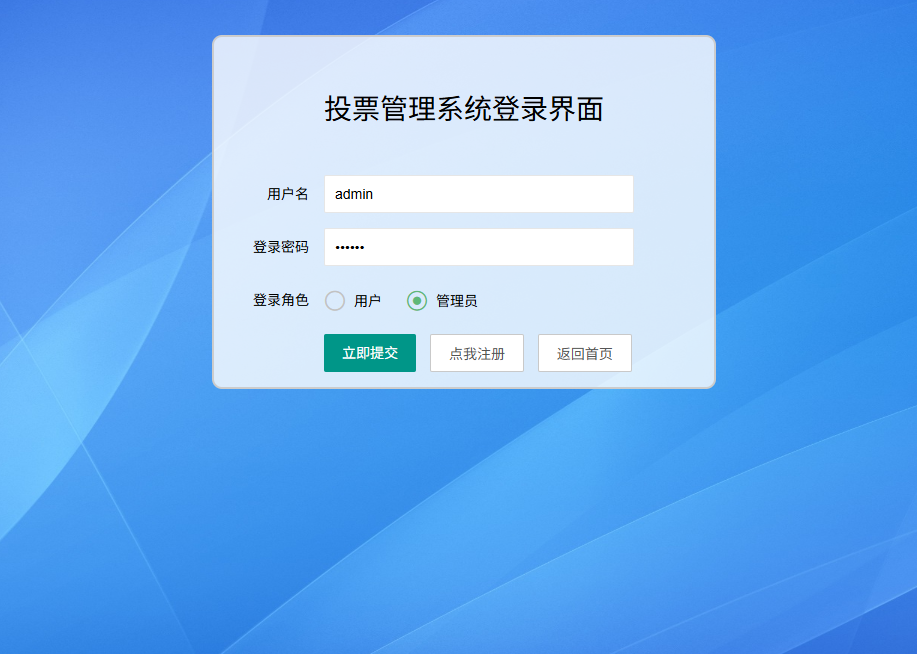 投票管理系统登录界面
用户名 admin
登录密码 ••••••
登录角色 用户 管理员
立即提交 点我注册 返回首页